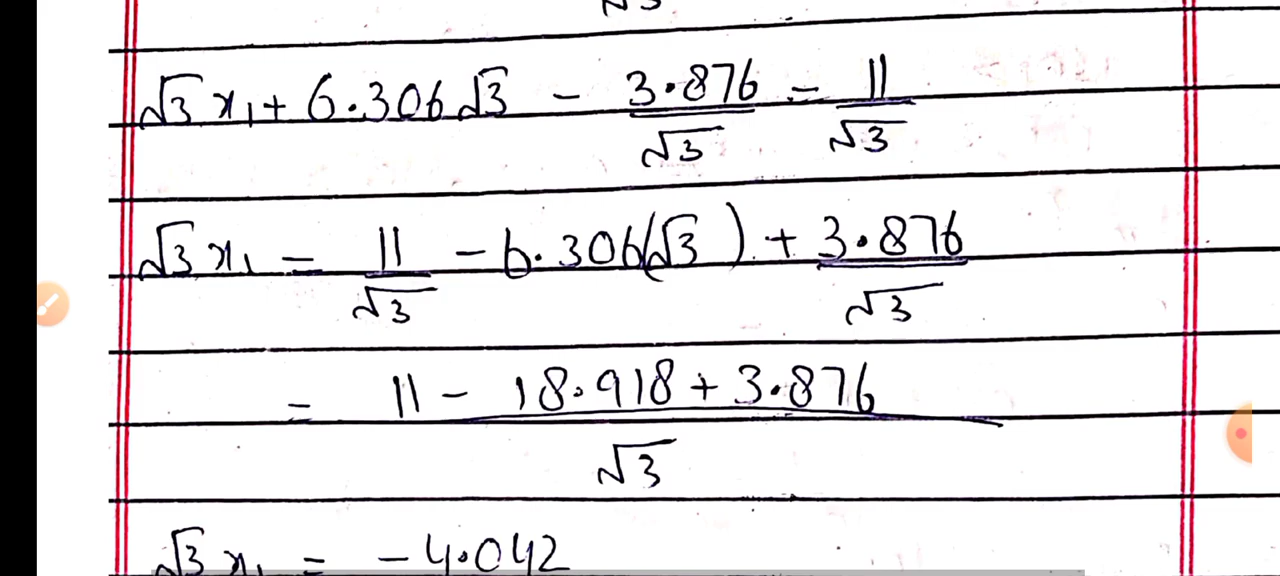 √3
√3 x₁ + 6.306√3 - 3.876/√3 = 11/√3
√3 x₁ = 11/√3 - 6.306(√3) + 3.876/√3
= 11 - 18.918 + 3.876 / √3
√3 x₁ = -4.042